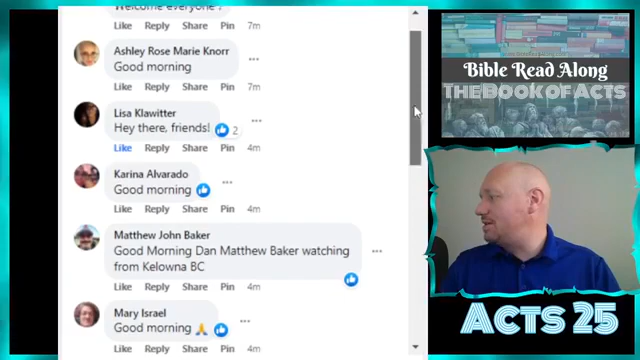 Welcome everyone
Like Reply Share Pin 7m
Ashley Rose Marie Knorr
Good morning
Like Reply Share Pin 7m
Lisa Klawitter
Hey there, friends!
2
Like Reply Share Pin 4m
Karina Alvarado
Good morning
Like Reply Share Pin 4m
Matthew John Baker
Good Morning Dan Matthew Baker watching
from Kelowna BC
Like Reply Share Pin 4m
Mary Israel
Good morning 🙏
Like Reply Share Pin 4m
Bible Read Along
The Book of Acts
Acts 25